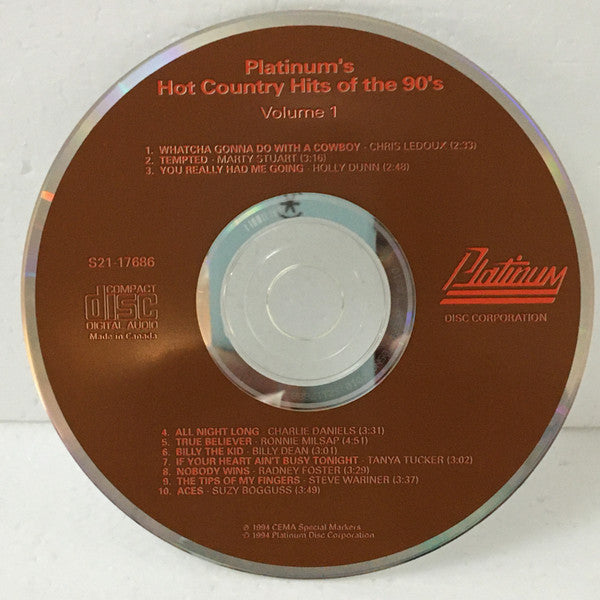 Platinum's
Hot Country Hits of the 90's
Volume 1
1. WHATCHA GONNA DO WITH A COWBOY - CHRIS LEDOUX (2:33)
2. TEMPTED - MARTY STUART (3:16)
3. YOU REALLY HAD ME GOING - HOLLY DUNN (2:48)
S21-17686
COMPACT
disc
DIGITAL AUDIO
Made in Canada
Platinum
DISC CORPORATION
4. ALL NIGHT LONG - CHARLIE DANIELS (3:31)
5. TRUE BELIEVER - RONNIE MILSAP (4:51)
6. BILLY THE KID - BILLY DEAN (3:01)
7. IF YOUR HEART AIN'T BUSY TONIGHT - TANYA TUCKER (3:02)
8. NOBODY WINS - RADNEY FOSTER (3:29)
9. THE TIPS OF MY FINGERS - STEVE WARINER (3:37)
10. ACES - SUZY BOGGUSS (3:49)
℗ 1994 CEMA Special Markets
© 1994 Platinum Disc Corporation